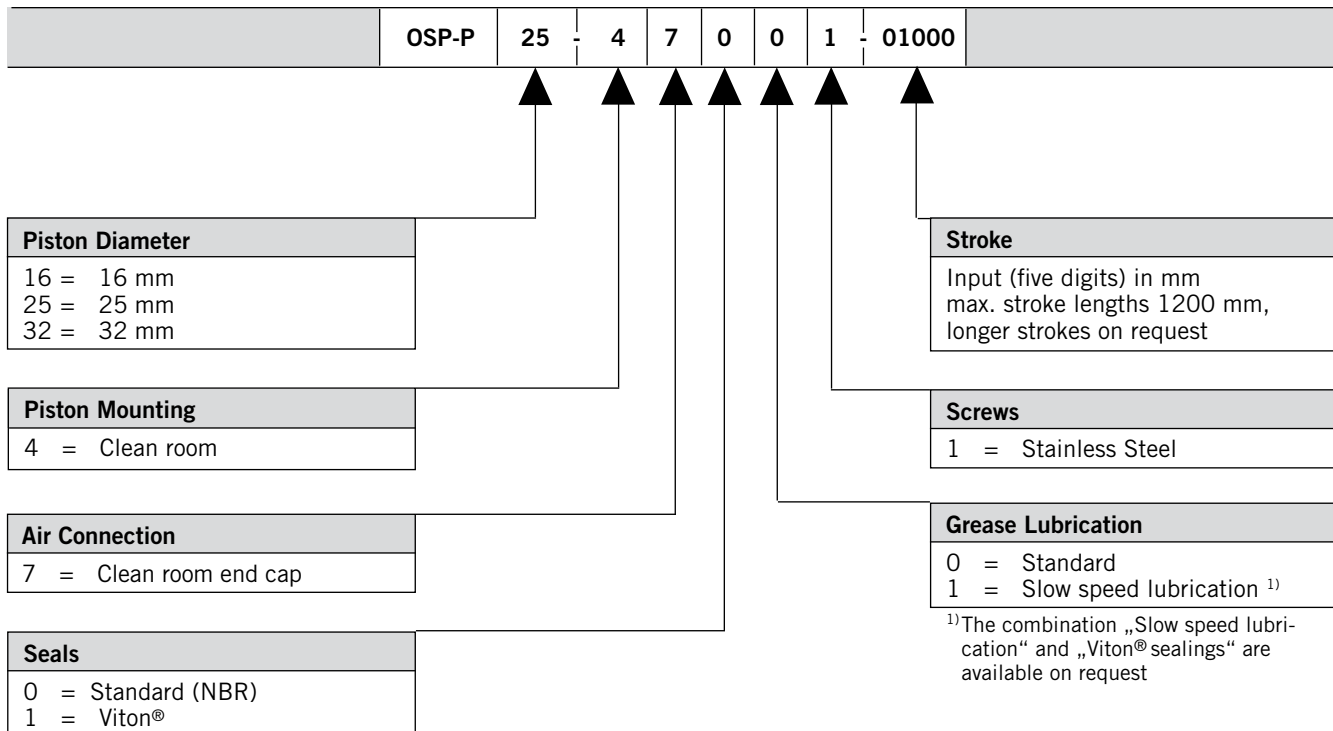 OSP-P 25 - 4 7 0 0 1 - 01000
Piston Diameter
16 = 16 mm
25 = 25 mm
32 = 32 mm
Piston Mounting
4 = Clean room
Air Connection
7 = Clean room end cap
Seals
0 = Standard (NBR)
1 = Viton®
Stroke
Input (five digits) in mm
max. stroke lengths 1200 mm,
longer strokes on request
Screws
1 = Stainless Steel
Grease Lubrication
0 = Standard
1 = Slow speed lubrication 1)
1) The combination „Slow speed lubri-
cation“ and „Viton® sealings“ are
available on request